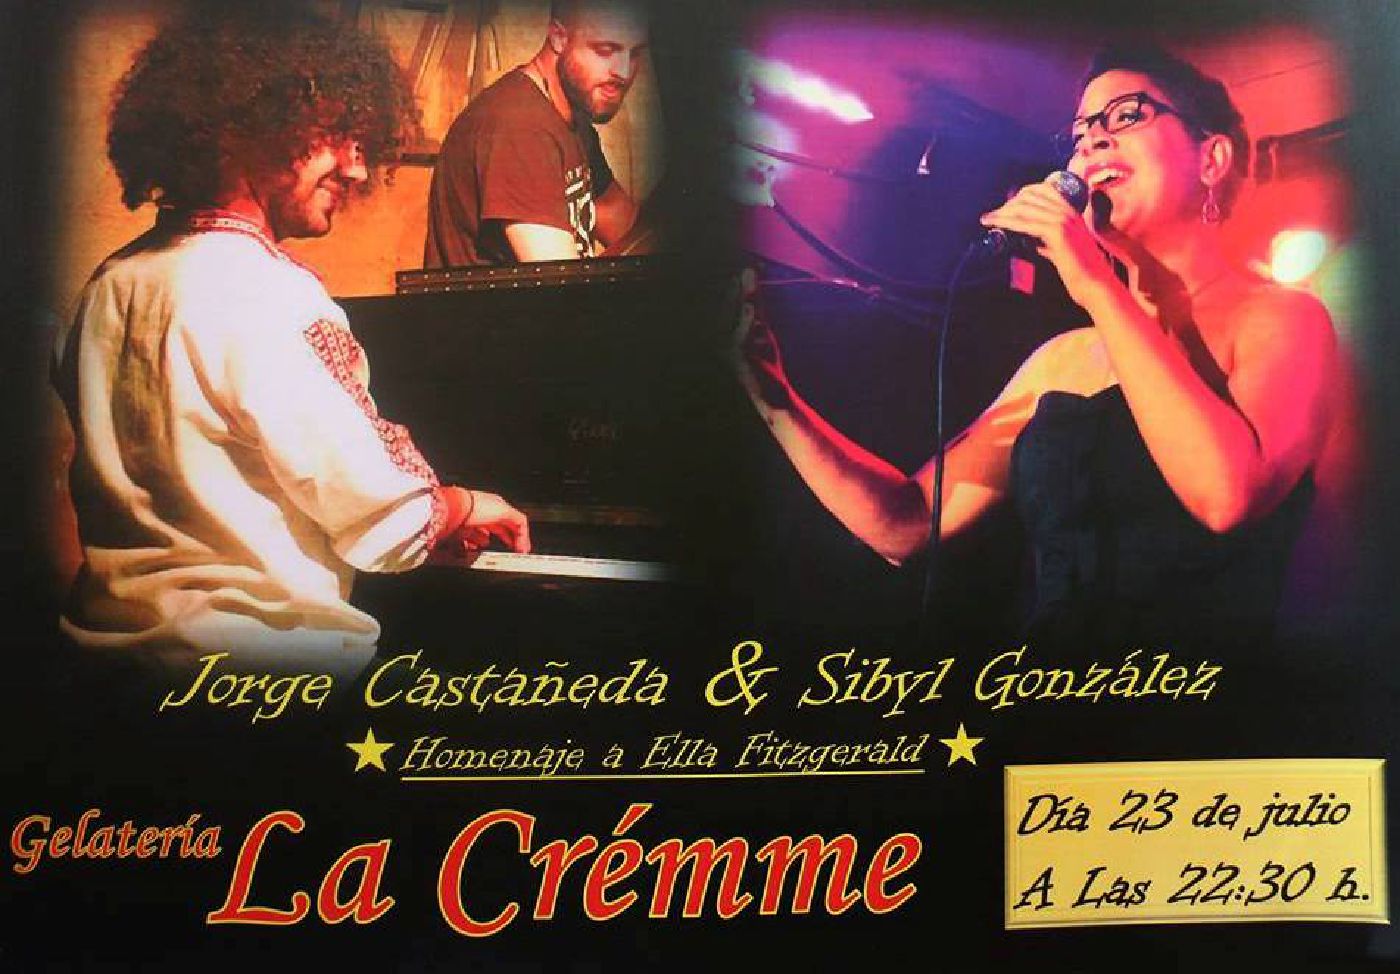 Jorge Castañeda & Sibyl González
Homenaje a Ella Fitzgerald
Gelatería La Crémme
Día 23 de julio
A Las 22:30 h.